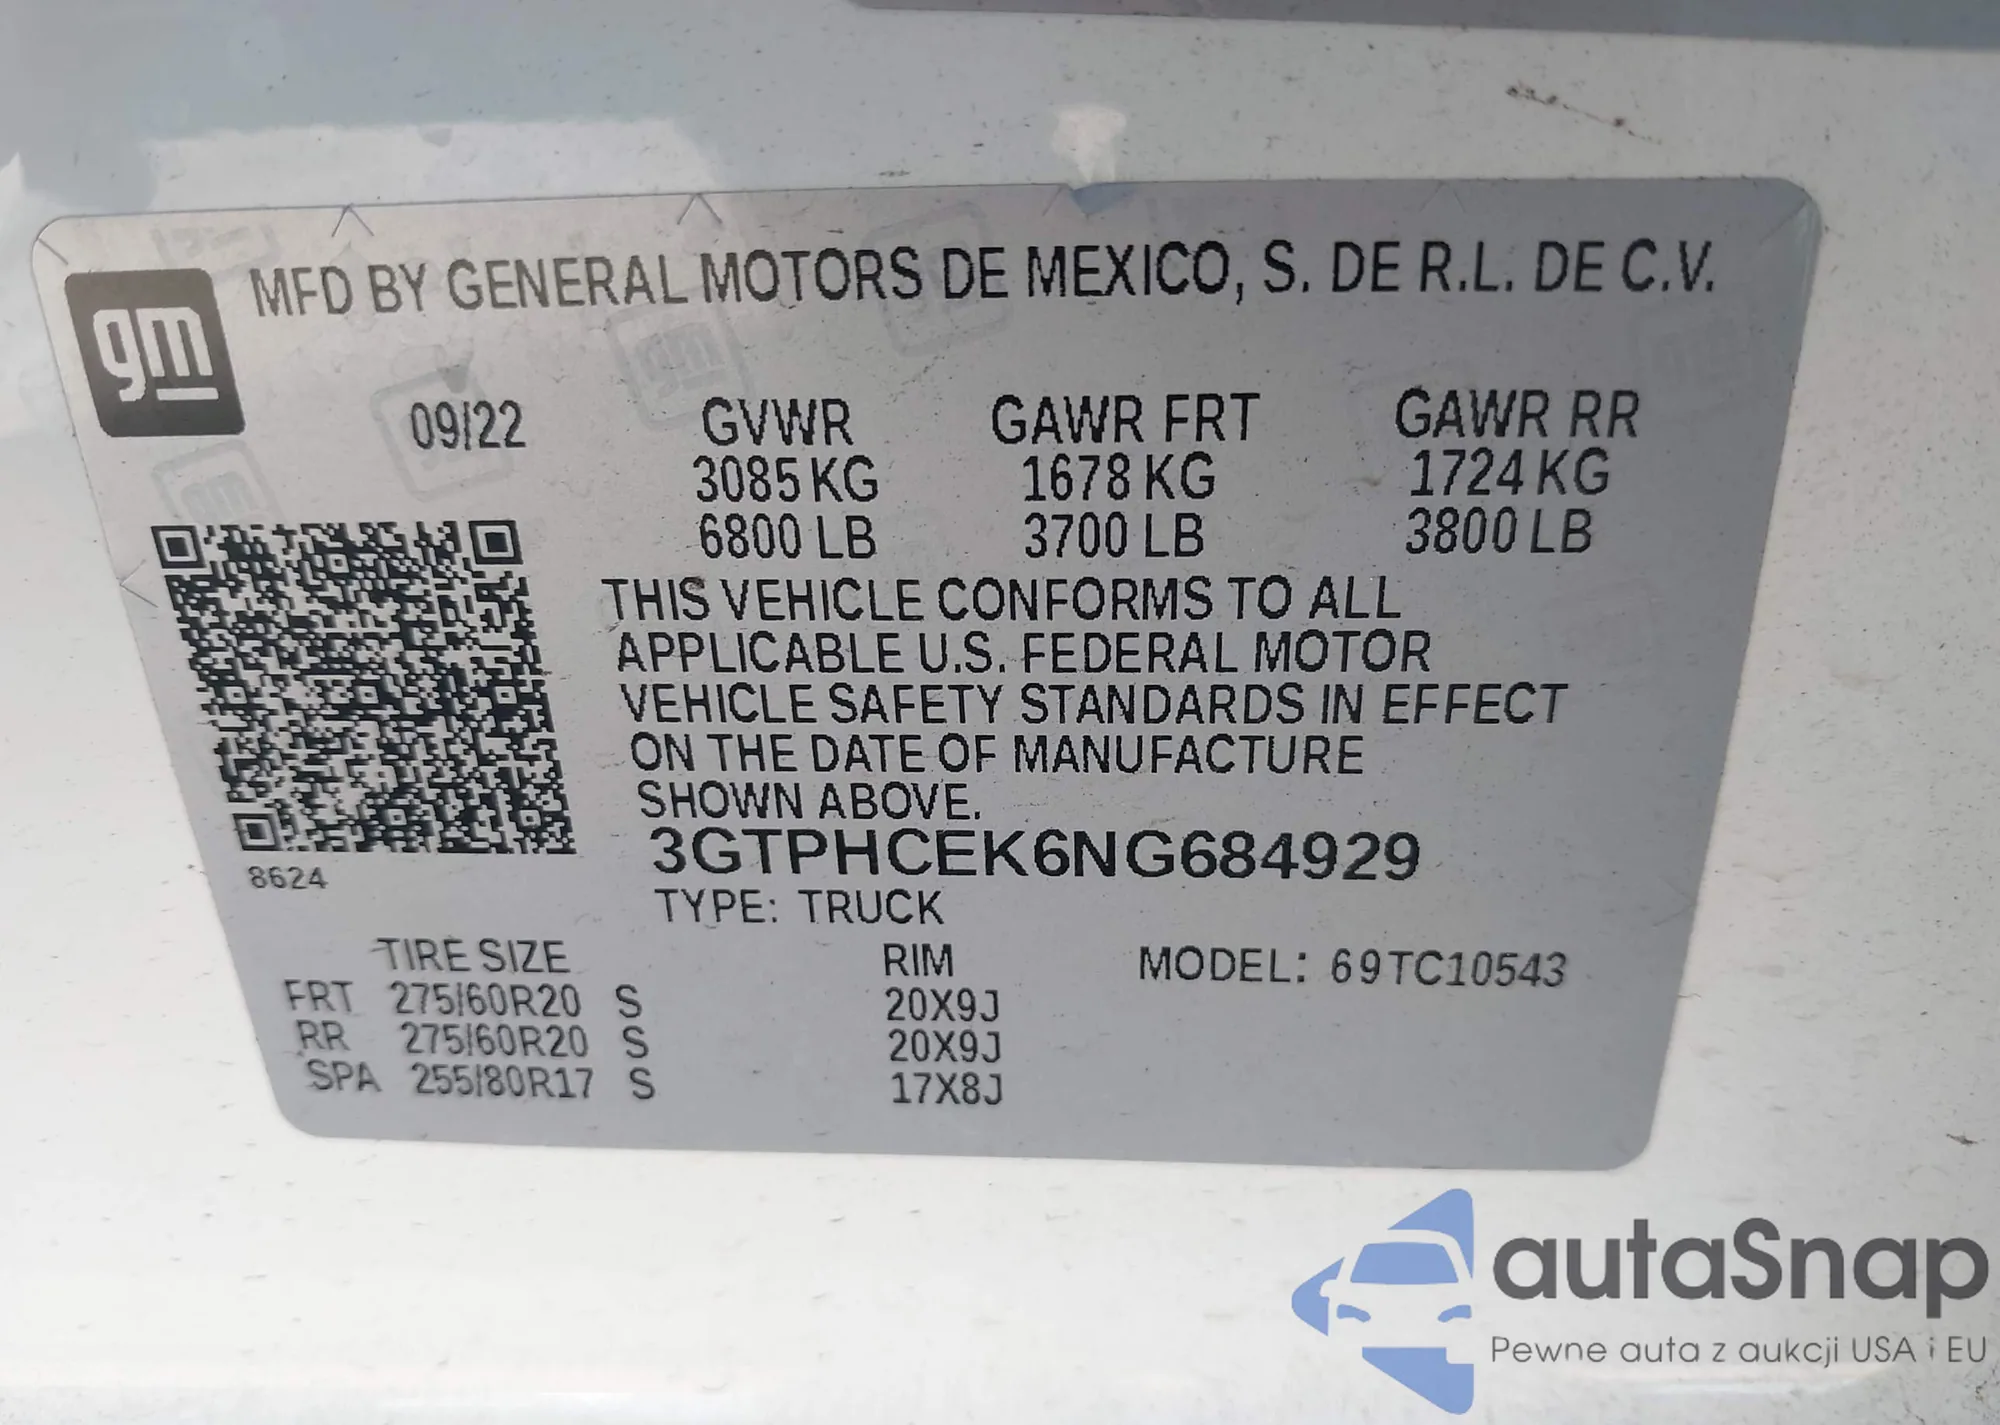 MFD BY GENERAL MOTORS DE MEXICO, S. DE R.L. DE C.V.
gm
09/22 GVWR GAWR FRT GAWR RR
3085 KG 1678 KG 1724 KG
6800 LB 3700 LB 3800 LB
THIS VEHICLE CONFORMS TO ALL
APPLICABLE U.S. FEDERAL MOTOR
VEHICLE SAFETY STANDARDS IN EFFECT
ON THE DATE OF MANUFACTURE
SHOWN ABOVE.
3GTPHCEK6NG684929
8624
TYPE: TRUCK
TIRE SIZE RIM MODEL: 69TC10543
FRT 275/60R20 S 20X9J
RR 275/60R20 S 20X9J
SPA 255/80R17 S 17X8J
autaSnap
Pewne auta z aukcji USA i EU